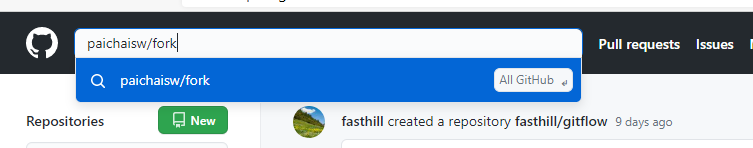 paichaisw/fork Pull requests Issues
paichaisw/fork All GitHub ↲
Repositories New fasthill created a repository fasthill/gitflow 9 days ago